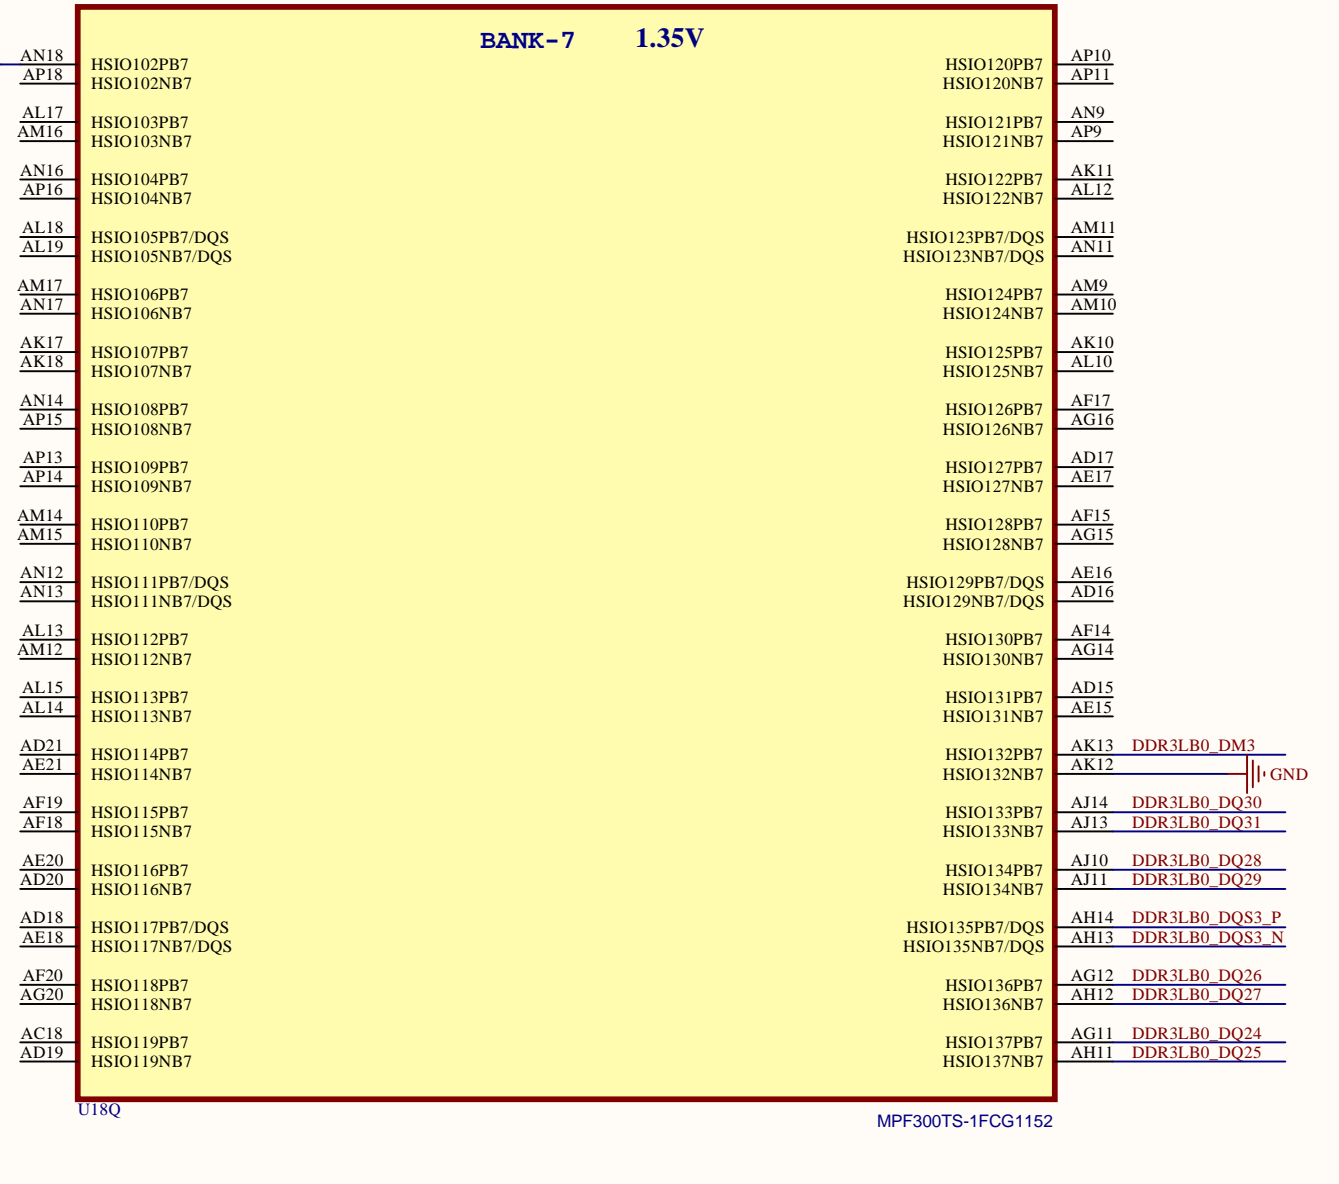 BANK-7 1.35V
AN18 HSIO102PB7 HSIO120PB7 AP10
AP18 HSIO102NB7 HSIO120NB7 AP11
AL17 HSIO103PB7 HSIO121PB7 AN9
AM16 HSIO103NB7 HSIO121NB7 AP9
AN16 HSIO104PB7 HSIO122PB7 AK11
AP16 HSIO104NB7 HSIO122NB7 AL12
AL18 HSIO105PB7/DQS HSIO123PB7/DQS AM11
AL19 HSIO105NB7/DQS HSIO123NB7/DQS AN11
AM17 HSIO106PB7 HSIO124PB7 AM9
AN17 HSIO106NB7 HSIO124NB7 AM10
AK17 HSIO107PB7 HSIO125PB7 AK10
AK18 HSIO107NB7 HSIO125NB7 AL10
AN14 HSIO108PB7 HSIO126PB7 AF17
AP15 HSIO108NB7 HSIO126NB7 AG16
AP13 HSIO109PB7 HSIO127PB7 AD17
AP14 HSIO109NB7 HSIO127NB7 AE17
AM14 HSIO110PB7 HSIO128PB7 AF15
AM15 HSIO110NB7 HSIO128NB7 AG15
AN12 HSIO111PB7/DQS HSIO129PB7/DQS AE16
AN13 HSIO111NB7/DQS HSIO129NB7/DQS AD16
AL13 HSIO112PB7 HSIO130PB7 AF14
AM12 HSIO112NB7 HSIO130NB7 AG14
AL15 HSIO113PB7 HSIO131PB7 AD15
AL14 HSIO113NB7 HSIO131NB7 AE15
AD21 HSIO114PB7 HSIO132PB7 AK13 DDR3LB0_DM3
AE21 HSIO114NB7 HSIO132NB7 AK12 GND
AF19 HSIO115PB7 HSIO133PB7 AJ14 DDR3LB0_DQ30
AF18 HSIO115NB7 HSIO133NB7 AJ13 DDR3LB0_DQ31
AE20 HSIO116PB7 HSIO134PB7 AJ10 DDR3LB0_DQ28
AD20 HSIO116NB7 HSIO134NB7 AJ11 DDR3LB0_DQ29
AD18 HSIO117PB7/DQS HSIO135PB7/DQS AH14 DDR3LB0_DQS3_P
AE18 HSIO117NB7/DQS HSIO135NB7/DQS AH13 DDR3LB0_DQS3_N
AF20 HSIO118PB7 HSIO136PB7 AG12 DDR3LB0_DQ26
AG20 HSIO118NB7 HSIO136NB7 AH12 DDR3LB0_DQ27
AC18 HSIO119PB7 HSIO137PB7 AG11 DDR3LB0_DQ24
AD19 HSIO119NB7 HSIO137NB7 AH11 DDR3LB0_DQ25
U18Q
MPF300TS-1FCG1152